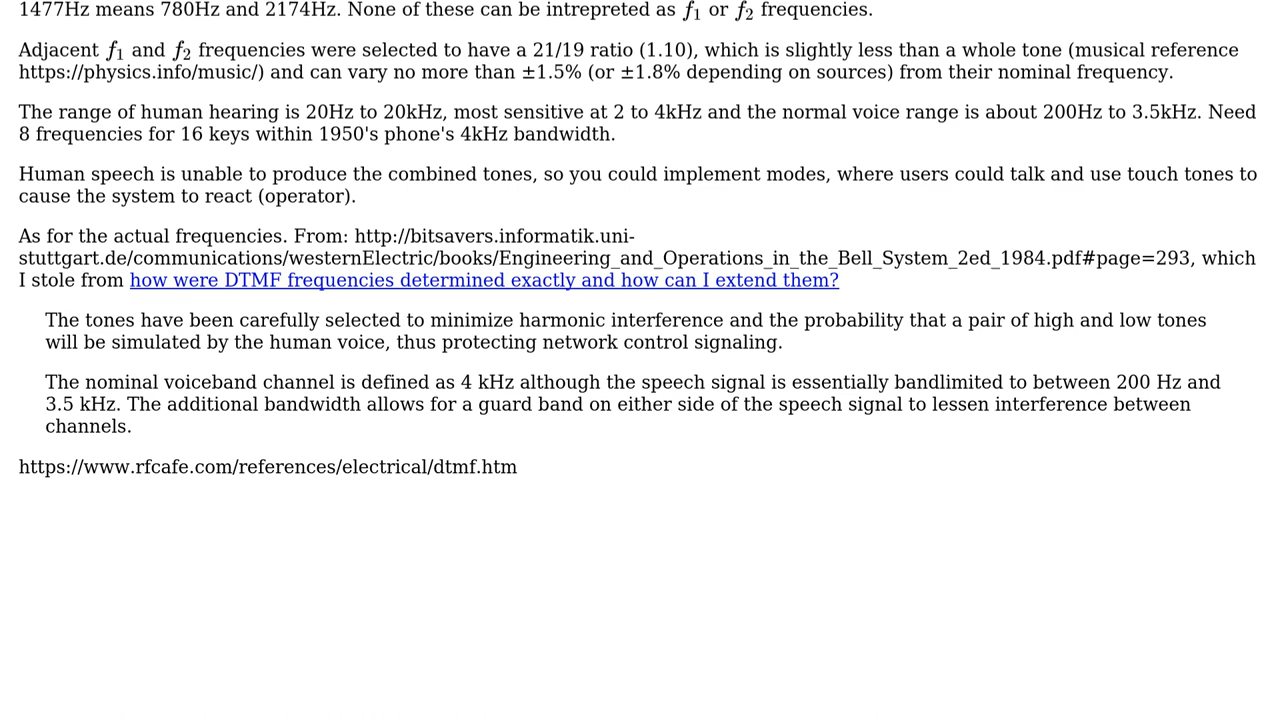 1477Hz means 780Hz and 2174Hz. None of these can be intrepreted as f1 or f2 frequencies.
Adjacent f1 and f2 frequencies were selected to have a 21/19 ratio (1.10), which is slightly less than a whole tone (musical reference
https://physics.info/music/) and can vary no more than ±1.5% (or ±1.8% depending on sources) from their nominal frequency.
The range of human hearing is 20Hz to 20kHz, most sensitive at 2 to 4kHz and the normal voice range is about 200Hz to 3.5kHz. Need
8 frequencies for 16 keys within 1950's phone's 4kHz bandwidth.
Human speech is unable to produce the combined tones, so you could implement modes, where users could talk and use touch tones to
cause the system to react (operator).
As for the actual frequencies. From: http://bitsavers.informatik.uni-
stuttgart.de/communications/westernElectric/books/Engineering_and_Operations_in_the_Bell_System_2ed_1984.pdf#page=293, which
I stole from how were DTMF frequencies determined exactly and how can I extend them?
The tones have been carefully selected to minimize harmonic interference and the probability that a pair of high and low tones
will be simulated by the human voice, thus protecting network control signaling.
The nominal voiceband channel is defined as 4 kHz although the speech signal is essentially bandlimited to between 200 Hz and
3.5 kHz. The additional bandwidth allows for a guard band on either side of the speech signal to lessen interference between
channels.
https://www.rfcafe.com/references/electrical/dtmf.htm